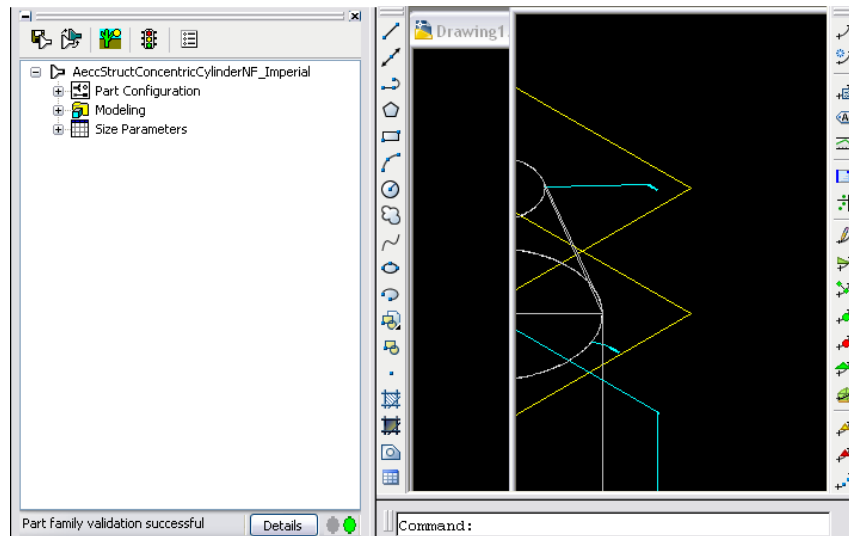 Drawing1.
AeccStructConcentricCylinderNF_Imperial
Part Configuration
Modeling
Size Parameters
A
Part family validation successful
Details
Command: